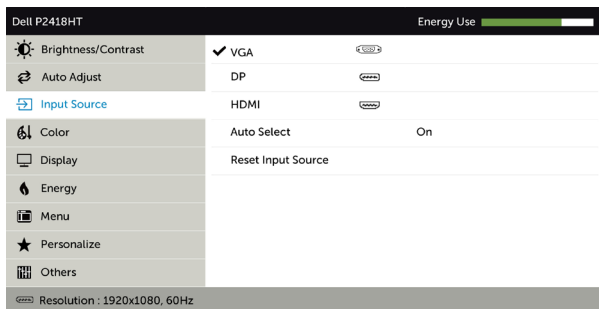 Dell P2418HT Energy Use
Brightness/Contrast VGA
Auto Adjust DP
Input Source HDMI
Color Auto Select On
Display Reset Input Source
Energy
Menu
Personalize
Others
Resolution : 1920x1080, 60Hz